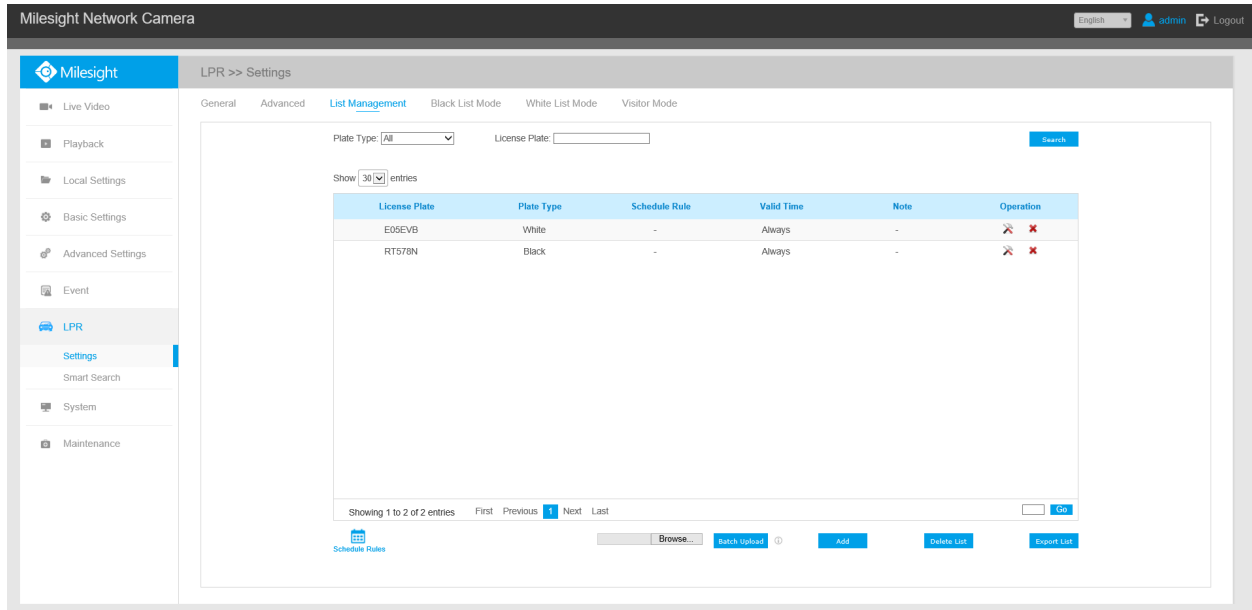 Milesight Network Camera English admin Logout
Milesight LPR >> Settings
Live Video
Playback
Local Settings
Basic Settings
Advanced Settings
Event
LPR
Settings
Smart Search
System
Maintenance
General Advanced List Management Black List Mode White List Mode Visitor Mode
Plate Type: All License Plate: Search
Show 30 entries
License Plate Plate Type Schedule Rule Valid Time Note Operation
E05EVB White - Always -
RT578N Black - Always -
Showing 1 to 2 of 2 entries First Previous 1 Next Last Go
Schedule Rules Browse... Batch Upload Add Delete List Export List